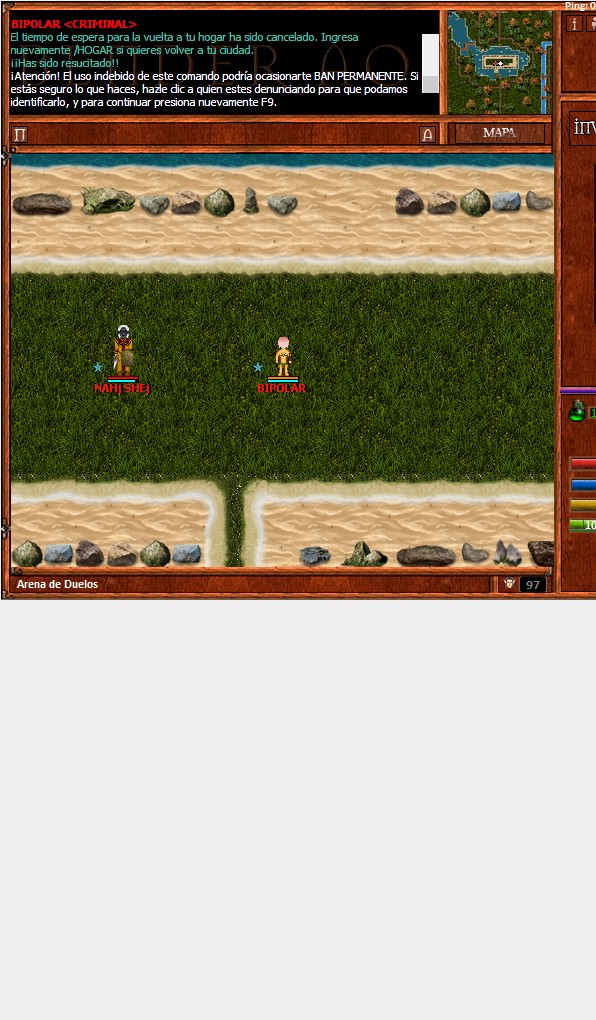 Ping: 0
BIPOLAR <CRIMINAL>
El tiempo de espera para la vuelta a tu hogar ha sido cancelado. Ingresa
nuevamente /HOGAR si quieres volver a tu ciudad.
¡¡Has sido resucitado!!
¡Atención! El uso indebido de este comando podría ocasionarte BAN PERMANENTE. Si
estás seguro lo que haces, hazle clic a quien estes denunciando para que podamos
identificarlo, y para continuar presiona nuevamente F9.
MAPA
BIPOLAR
10
Arena de Duelos
97